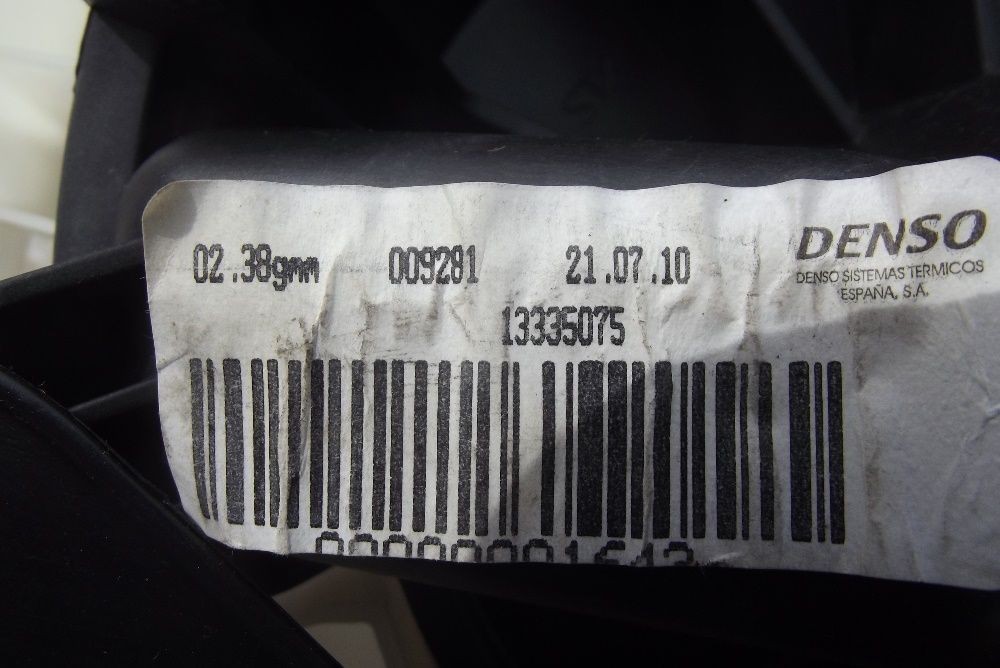 02.38gmm 009281 21.07.10
DENSO
DENSO SISTEMAS TERMICOS
ESPAÑA, S.A.
13335075